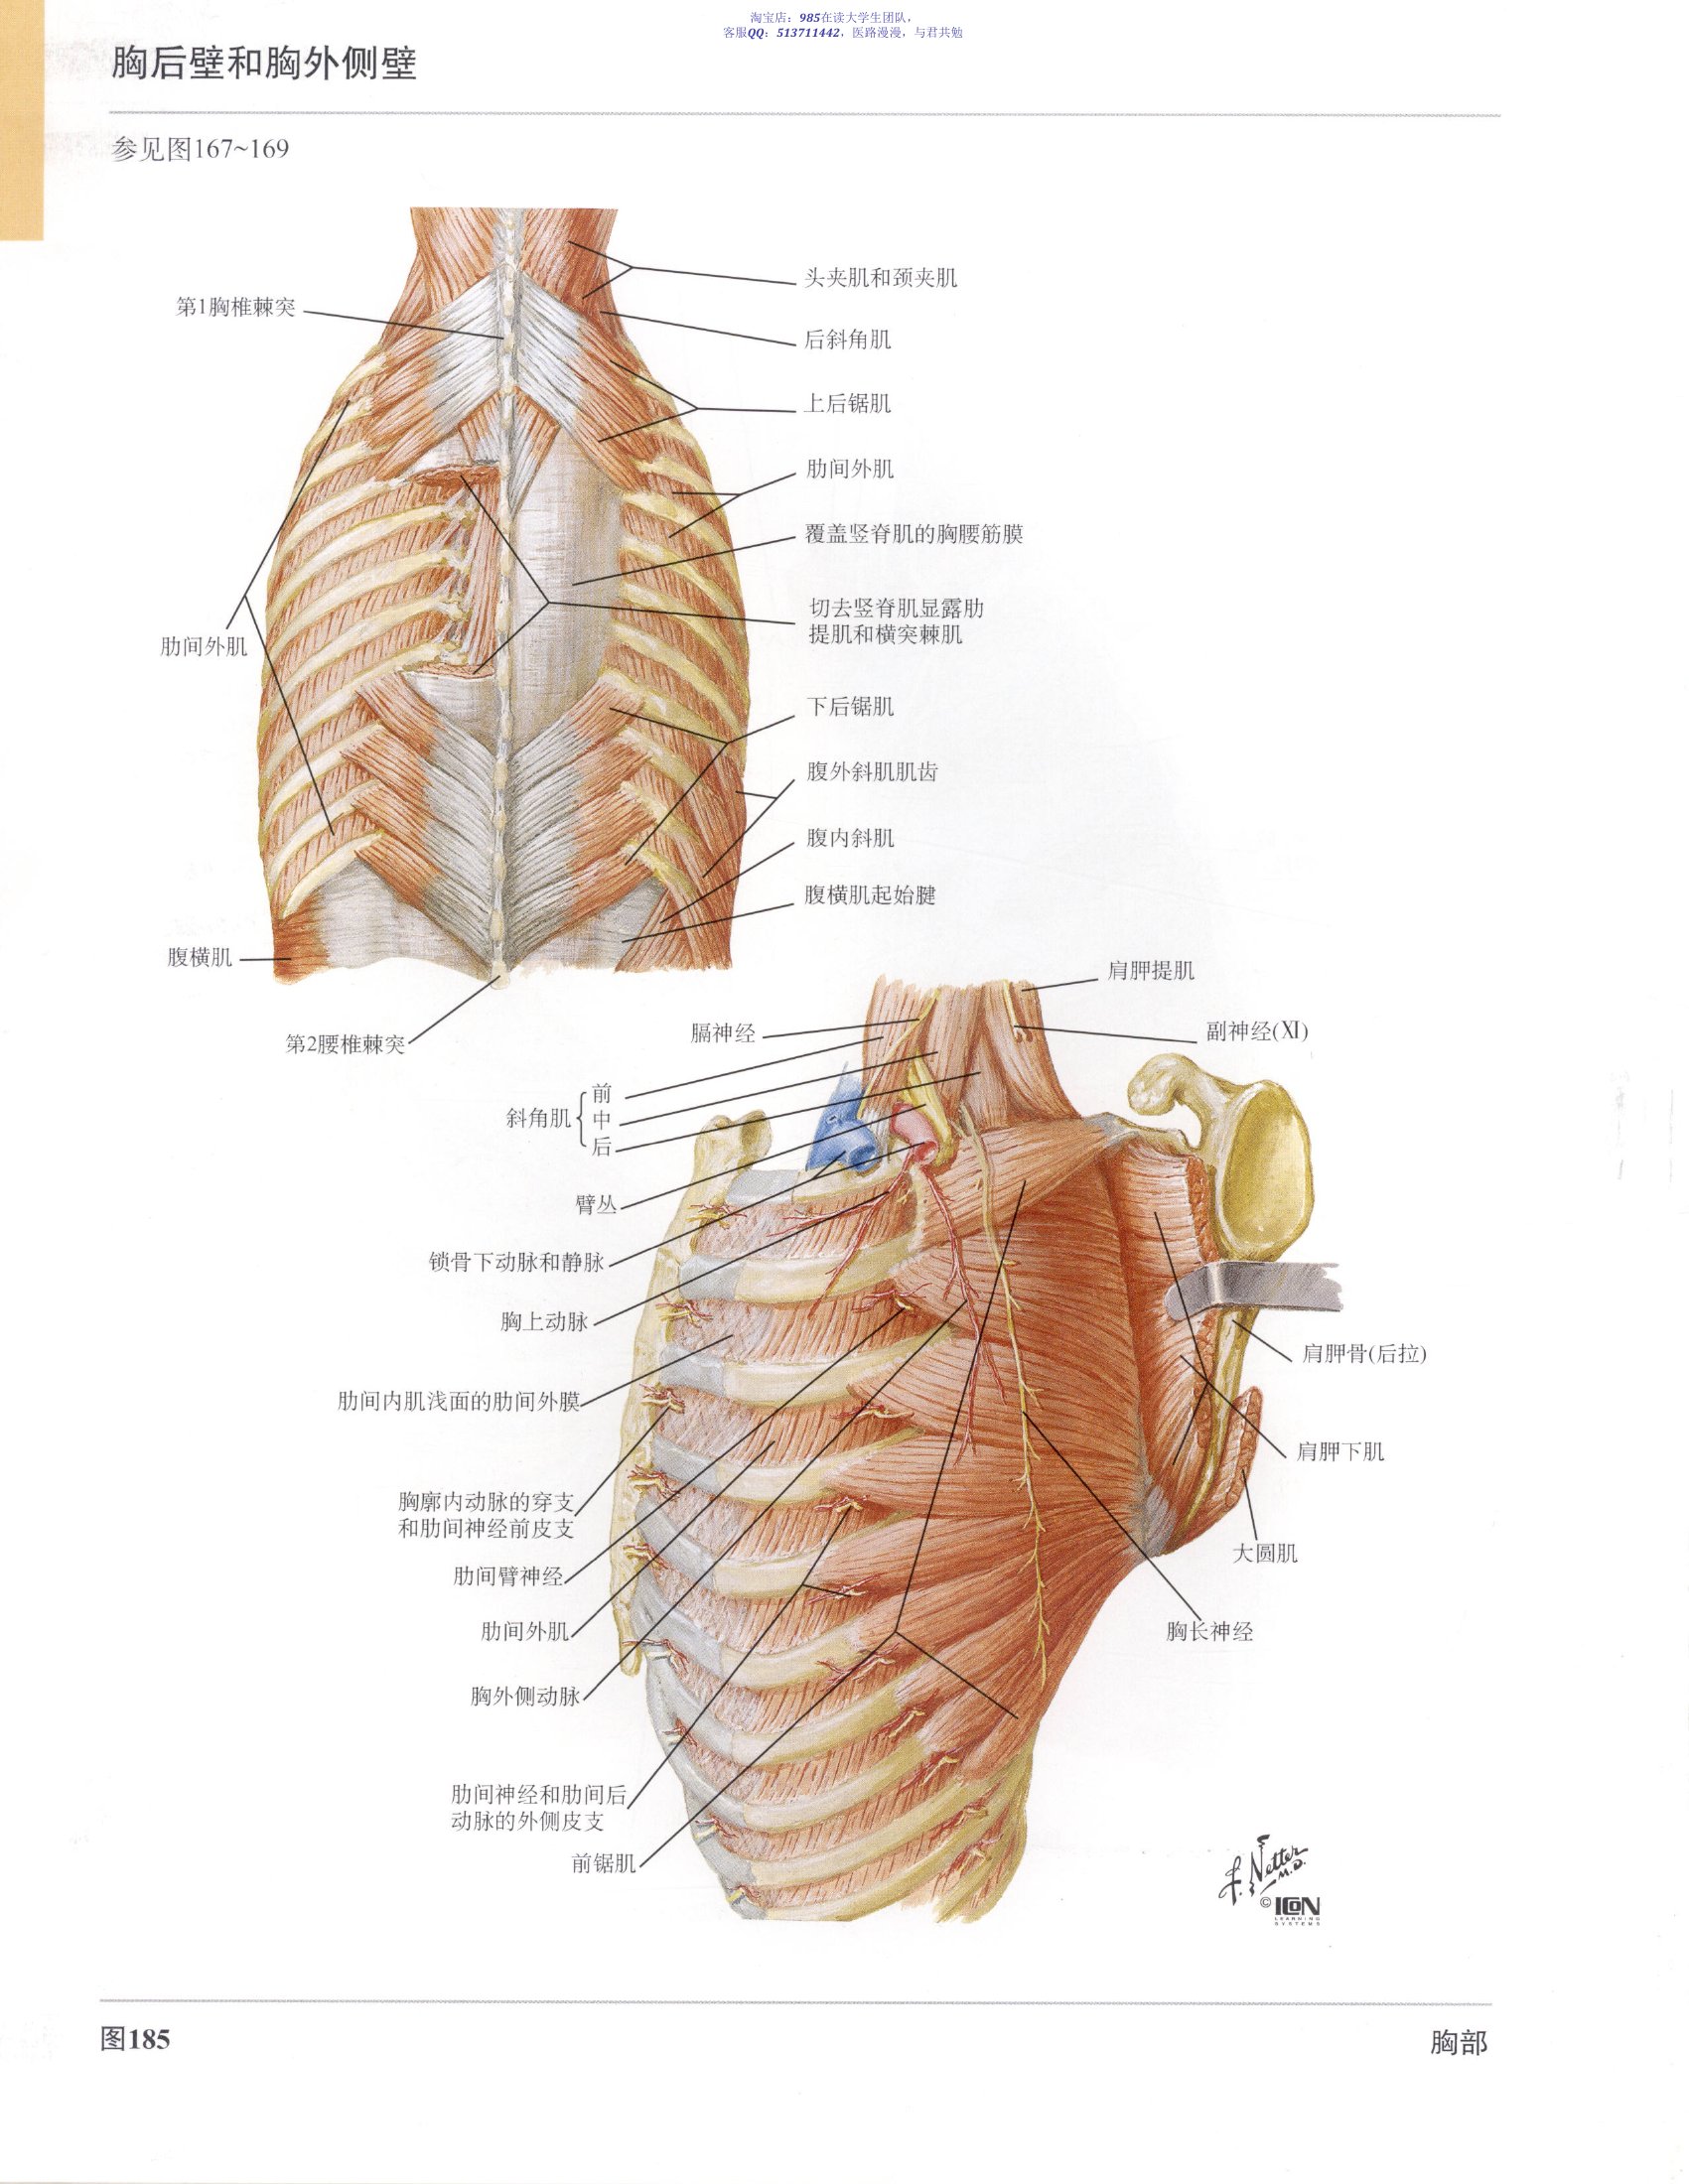 淘宝店：985在读大学生团队，
客服QQ：513711442，医路漫漫，与君共勉
胸后壁和胸外侧壁
参见图167~169
头夹肌和颈夹肌
第1胸椎棘突
后斜角肌
上后锯肌
肋间外肌
覆盖竖脊肌的胸腰筋膜
切去竖脊肌显露肋
提肌和横突棘肌
肋间外肌
下后锯肌
腹外斜肌肌齿
腹内斜肌
腹横肌起始腱
腹横肌
第2腰椎棘突
肩胛提肌
膈神经
副神经(XI)
斜角肌
前
中
后
臂丛
锁骨下动脉和静脉
胸上动脉
肩胛骨(后拉)
肋间内肌浅面的肋间外膜
肩胛下肌
胸廓内动脉的穿支
和肋间神经前皮支
大圆肌
肋间臂神经
肋间外肌
胸长神经
胸外侧动脉
肋间神经和肋间后
动脉的外侧皮支
前锯肌
F. Netter
M.D.
© ICON
LEARNING
SYSTEMS
图185
胸部